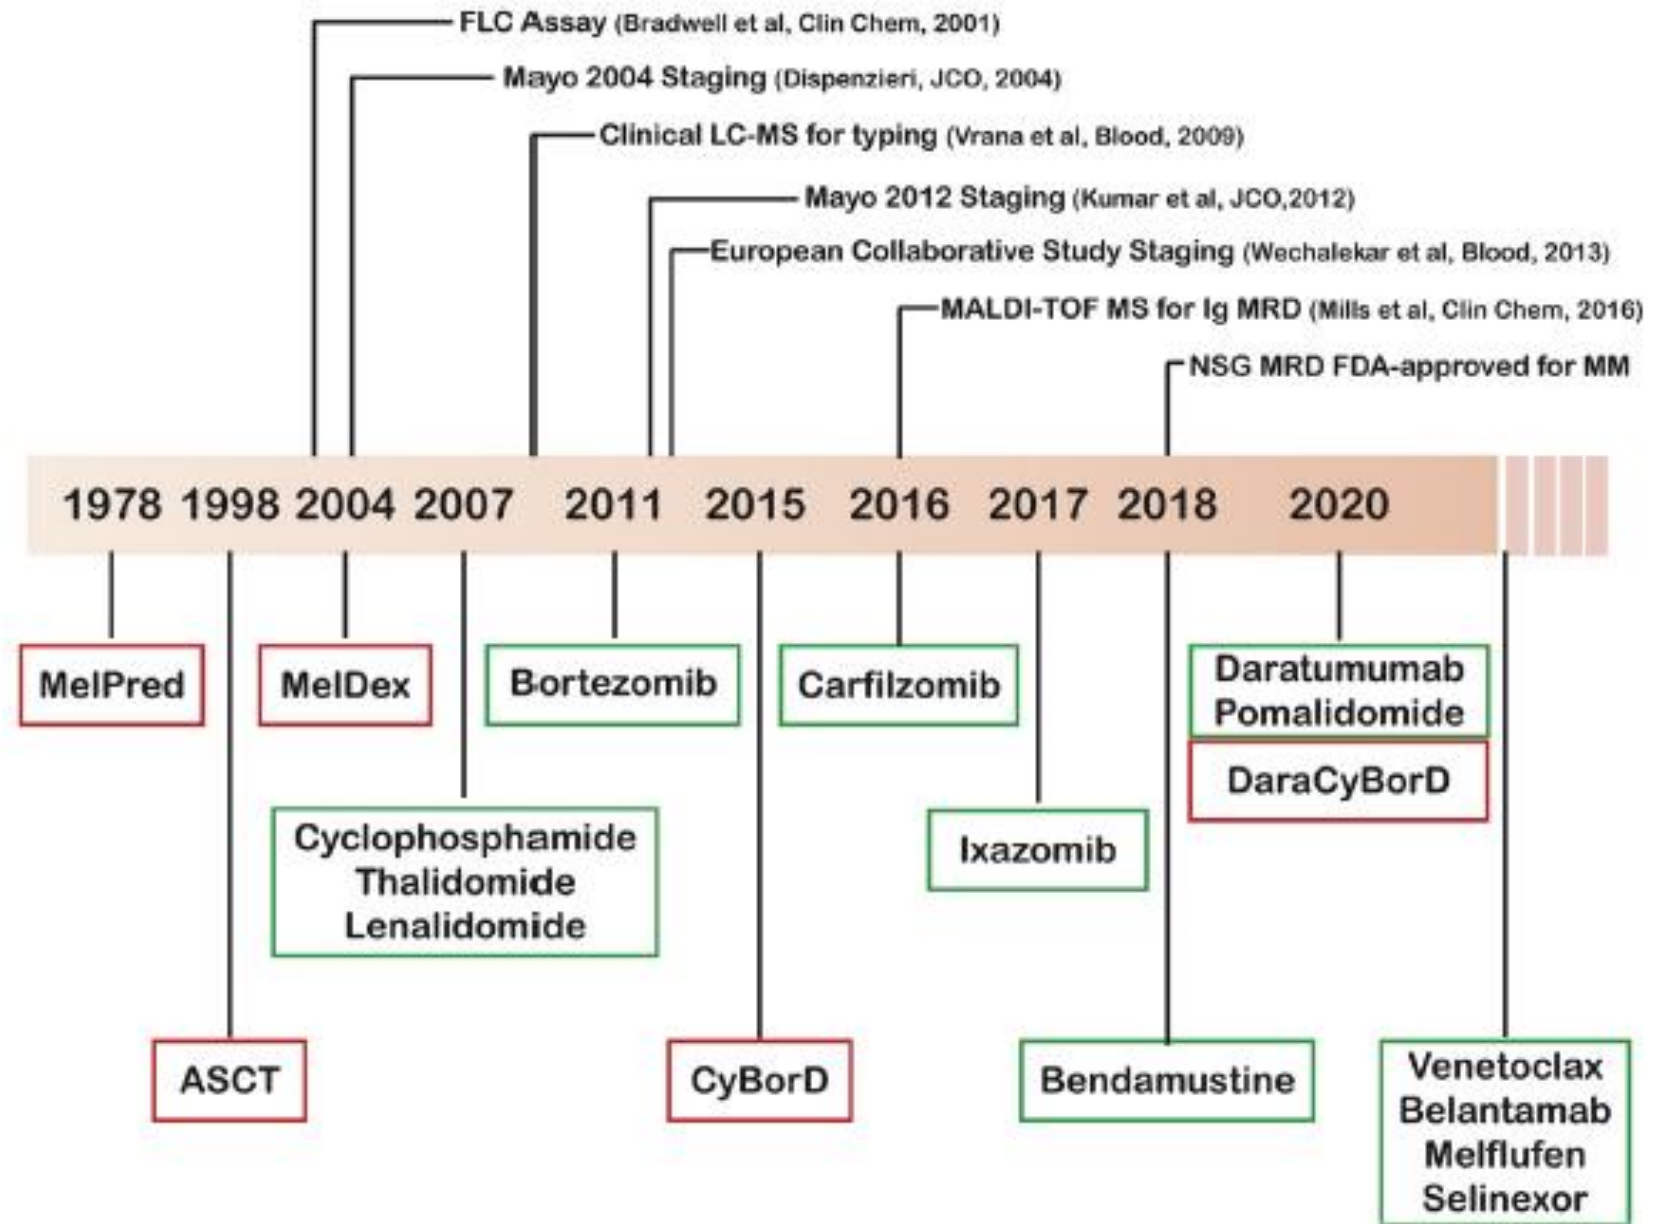 FLC Assay (Bradwell et al, Clin Chem, 2001)
Mayo 2004 Staging (Dispenzieri, JCO, 2004)
Clinical LC-MS for typing (Vrana et al, Blood, 2009)
Mayo 2012 Staging (Kumar et al, JCO,2012)
European Collaborative Study Staging (Wechalekar et al, Blood, 2013)
MALDI-TOF MS for Ig MRD (Mills et al, Clin Chem, 2016)
NSG MRD FDA-approved for MM
1978 1998 2004 2007 2011 2015 2016 2017 2018 2020
MelPred
MelDex
Bortezomib
Carfilzomib
Daratumumab
Pomalidomide
DaraCyBorD
Cyclophosphamide
Thalidomide
Lenalidomide
Ixazomib
ASCT
CyBorD
Bendamustine
Venetoclax
Belantamab
Melflufen
Selinexor